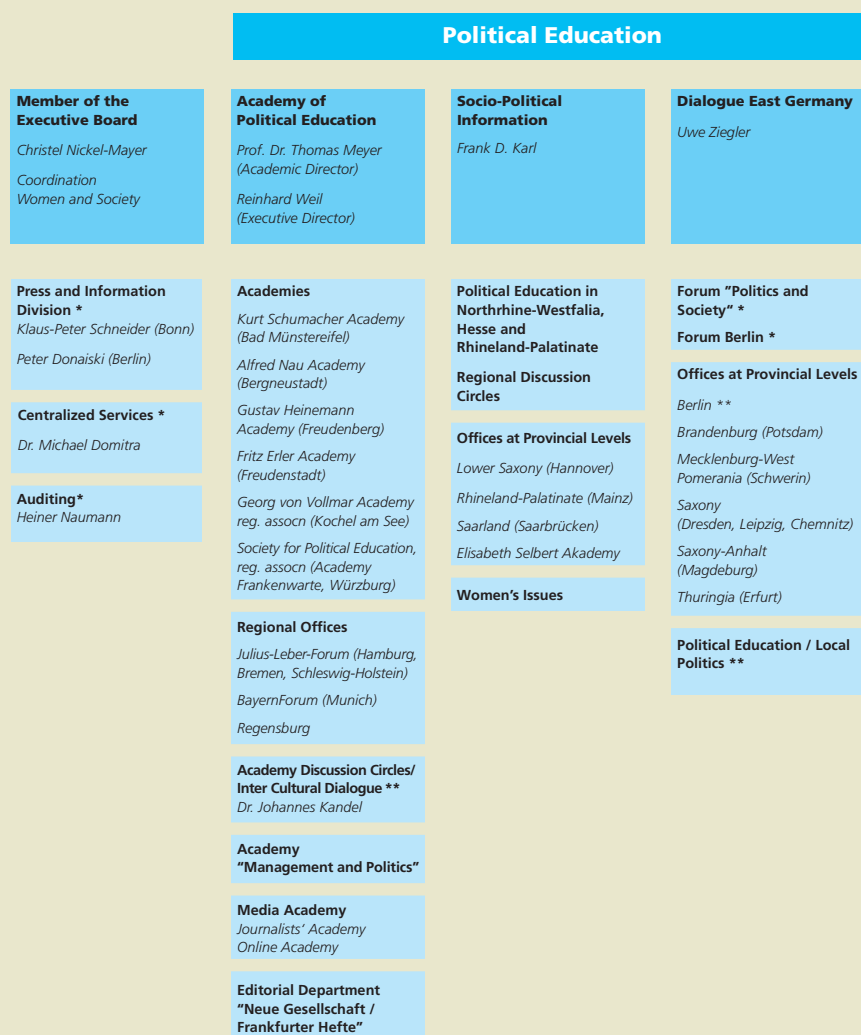 Political Education
Member of the
Executive Board
Christel Nickel-Mayer
Coordination
Women and Society
Press and Information
Division *
Klaus-Peter Schneider (Bonn)
Peter Donaiski (Berlin)
Centralized Services *
Dr. Michael Domitra
Auditing*
Heiner Naumann
Academy of
Political Education
Prof. Dr. Thomas Meyer
(Academic Director)
Reinhard Weil
(Executive Director)
Academies
Kurt Schumacher Academy
(Bad Münstereifel)
Alfred Nau Academy
(Bergneustadt)
Gustav Heinemann
Academy (Freudenberg)
Fritz Erler Academy
(Freudenstadt)
Georg von Vollmar Academy
reg. assocn (Kochel am See)
Society for Political Education,
reg. assocn (Academy
Frankenwarte, Würzburg)
Regional Offices
Julius-Leber-Forum (Hamburg,
Bremen, Schleswig-Holstein)
BayernForum (Munich)
Regensburg
Academy Discussion Circles/
Inter Cultural Dialogue **
Dr. Johannes Kandel
Academy
"Management and Politics"
Media Academy
Journalists' Academy
Online Academy
Editorial Department
"Neue Gesellschaft /
Frankfurter Hefte"
Socio-Political
Information
Frank D. Karl
Political Education in
Northrhine-Westfalia,
Hesse and
Rhineland-Palatinate
Regional Discussion
Circles
Offices at Provincial Levels
Lower Saxony (Hannover)
Rhineland-Palatinate (Mainz)
Saarland (Saarbrücken)
Elisabeth Selbert Akademy
Women's Issues
Dialogue East Germany
Uwe Ziegler
Forum "Politics and
Society" *
Forum Berlin *
Offices at Provincial Levels
Berlin **
Brandenburg (Potsdam)
Mecklenburg-West
Pomerania (Schwerin)
Saxony
(Dresden, Leipzig, Chemnitz)
Saxony-Anhalt
(Magdeburg)
Thuringia (Erfurt)
Political Education / Local
Politics **